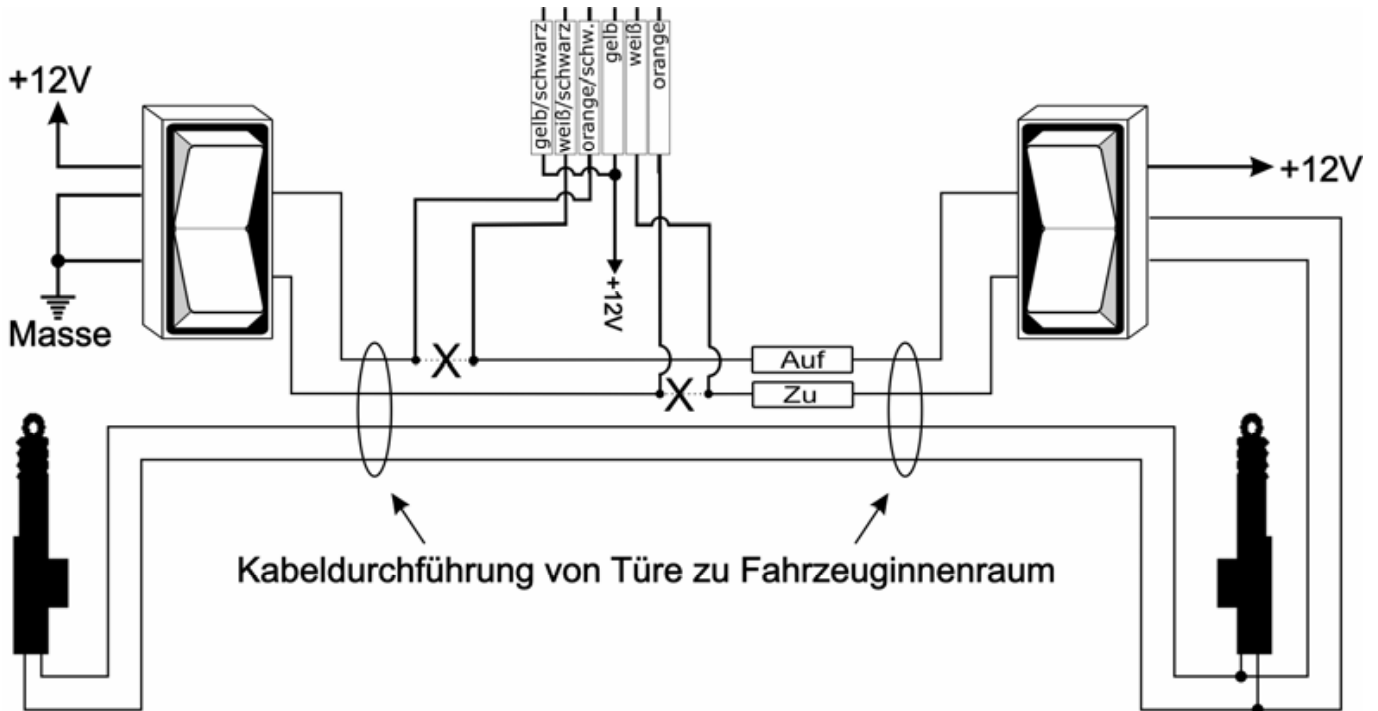 gelb/schwarz
weiß/schwarz
orange/schw.
gelb
weiß
orange
+12V
+12V
+12V
Masse
X
Auf
X
Zu
Kabeldurchführung von Türe zu Fahrzeuginnenraum